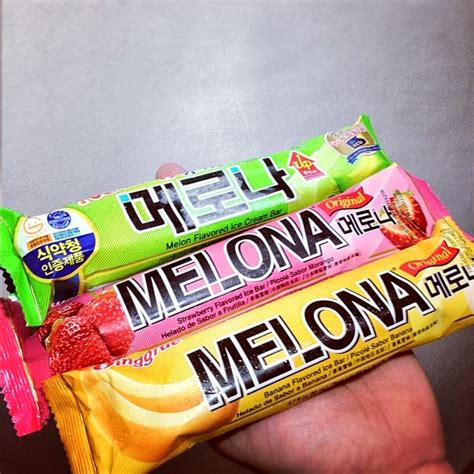 메로나
UP
Melon Flavored Ice Cream Bar
식약청
인증제품
Original
MELONA 메로나
Strawberry Flavored Ice Bar / Picolé Sabor Morango
Helado de Sabor a Frutilla
Binggrae
Original
MELONA 메로나
Banana Flavored Ice Bar / Picolé Sabor Banana
Helado de Sabor a Banana